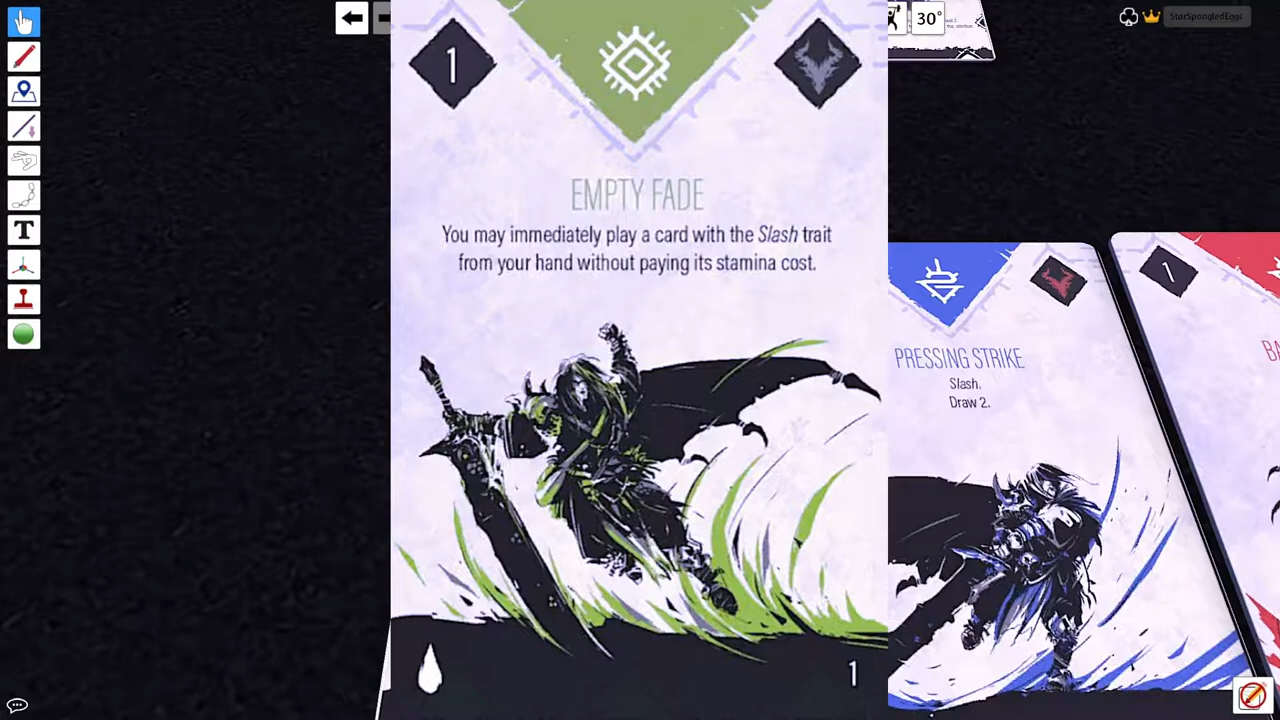 30°
StarSpangledEggs
1
EMPTY FADE
You may immediately play a card with the Slash trait
from your hand without paying its stamina cost.
1
PRESSING STRIKE
Slash.
Draw 2.
1
BA
T